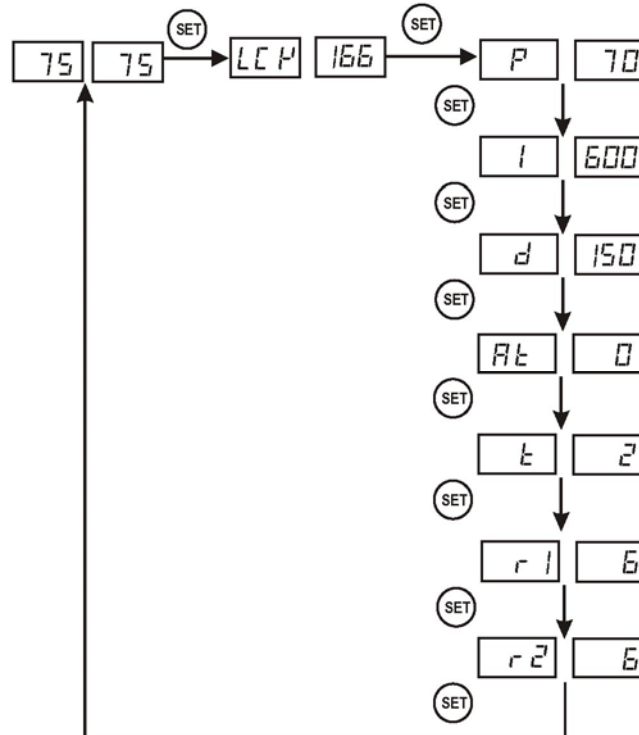 SET SET
75 75 LCK 166 P 70
SET
I 600
SET
d 150
SET
At 0
SET
t 2
SET
r1 6
SET
r2 6
SET